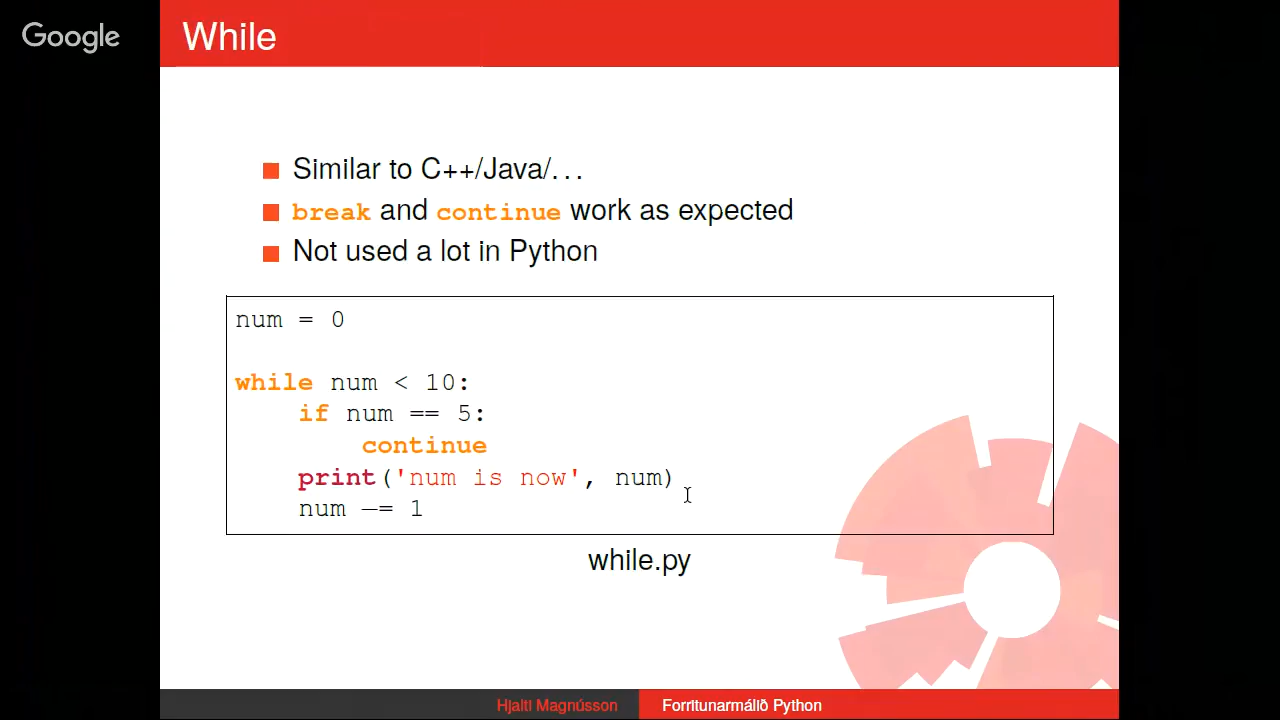 Google
While
Similar to C++/Java/...
break and continue work as expected
Not used a lot in Python
num = 0
while num < 10:
    if num == 5:
        continue
    print('num is now', num)
    num -= 1
while.py
Hjalti Magnússon
Forritunarmálið Python